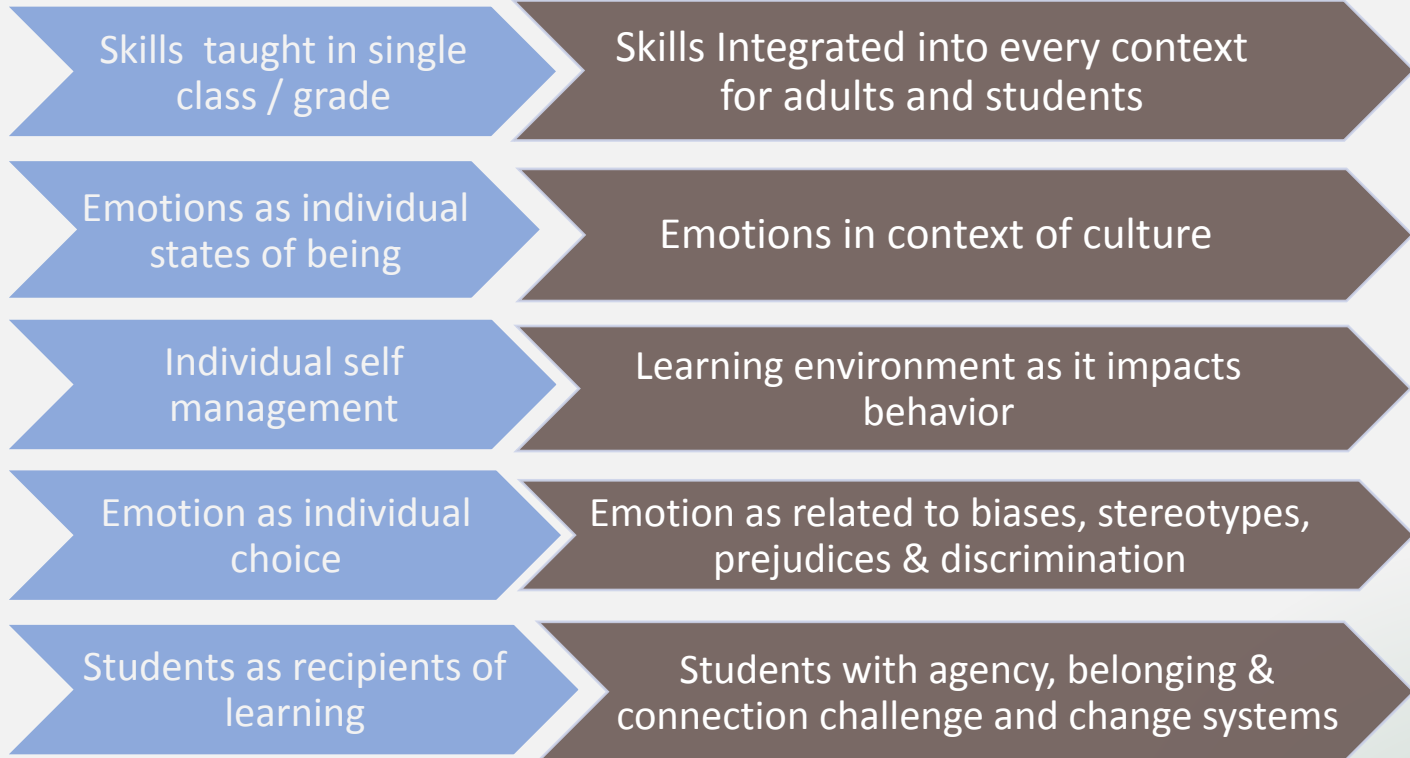 Skills  taught in single
class / grade
Skills Integrated into every context
for adults and students
Emotions as individual
states of being
Emotions in context of culture
Individual self
management
Learning environment as it impacts
behavior
Emotion as individual
choice
Emotion as related to biases, stereotypes,
prejudices & discrimination
Students as recipients of
learning
Students with agency, belonging &
connection challenge and change systems